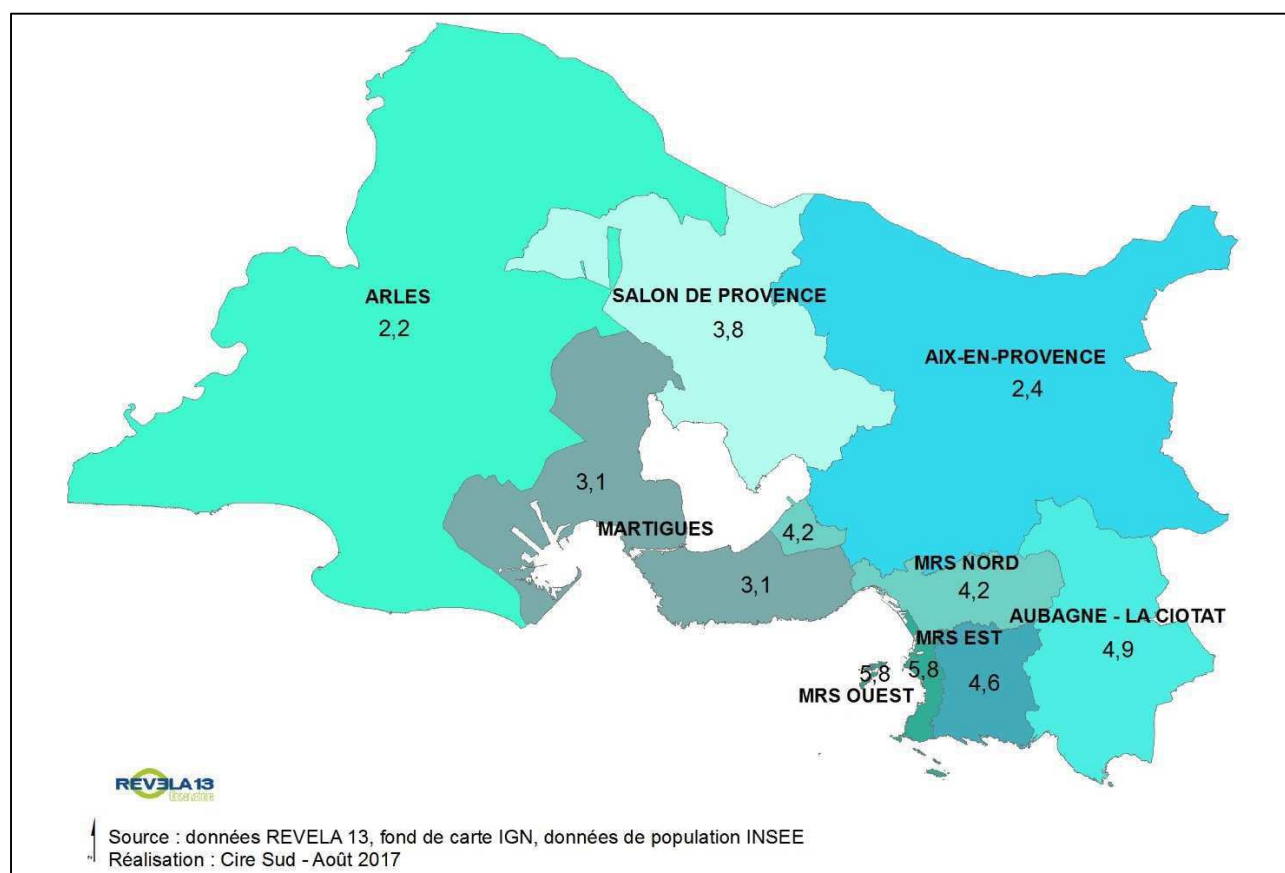 ARLES
2,2
SALON DE PROVENCE
3,8
AIX-EN-PROVENCE
2,4
3,1
MARTIGUES
4,2
3,1
MRS NORD
4,2
AUBAGNE - LA CIOTAT
4,9
MRS EST
4,6
5,8
5,8
MRS OUEST
REVELA13
Observatoire
Source : données REVELA 13, fond de carte IGN, données de population INSEE
Réalisation : Cire Sud - Août 2017